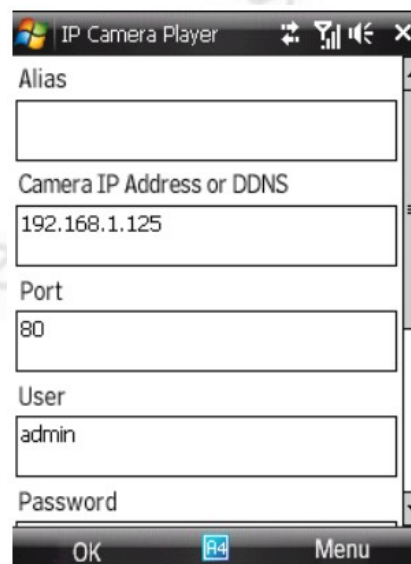 IP Camera Player
Alias
Camera IP Address or DDNS
192.168.1.125
Port
80
User
admin
Password
OK
A4
Menu